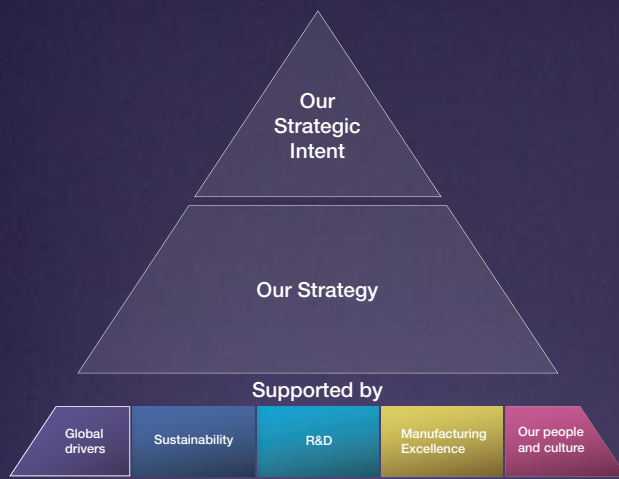 Our
Strategic
Intent
Our Strategy
Supported by
Global
drivers
Sustainability
R&D
Manufacturing
Excellence
Our people
and culture